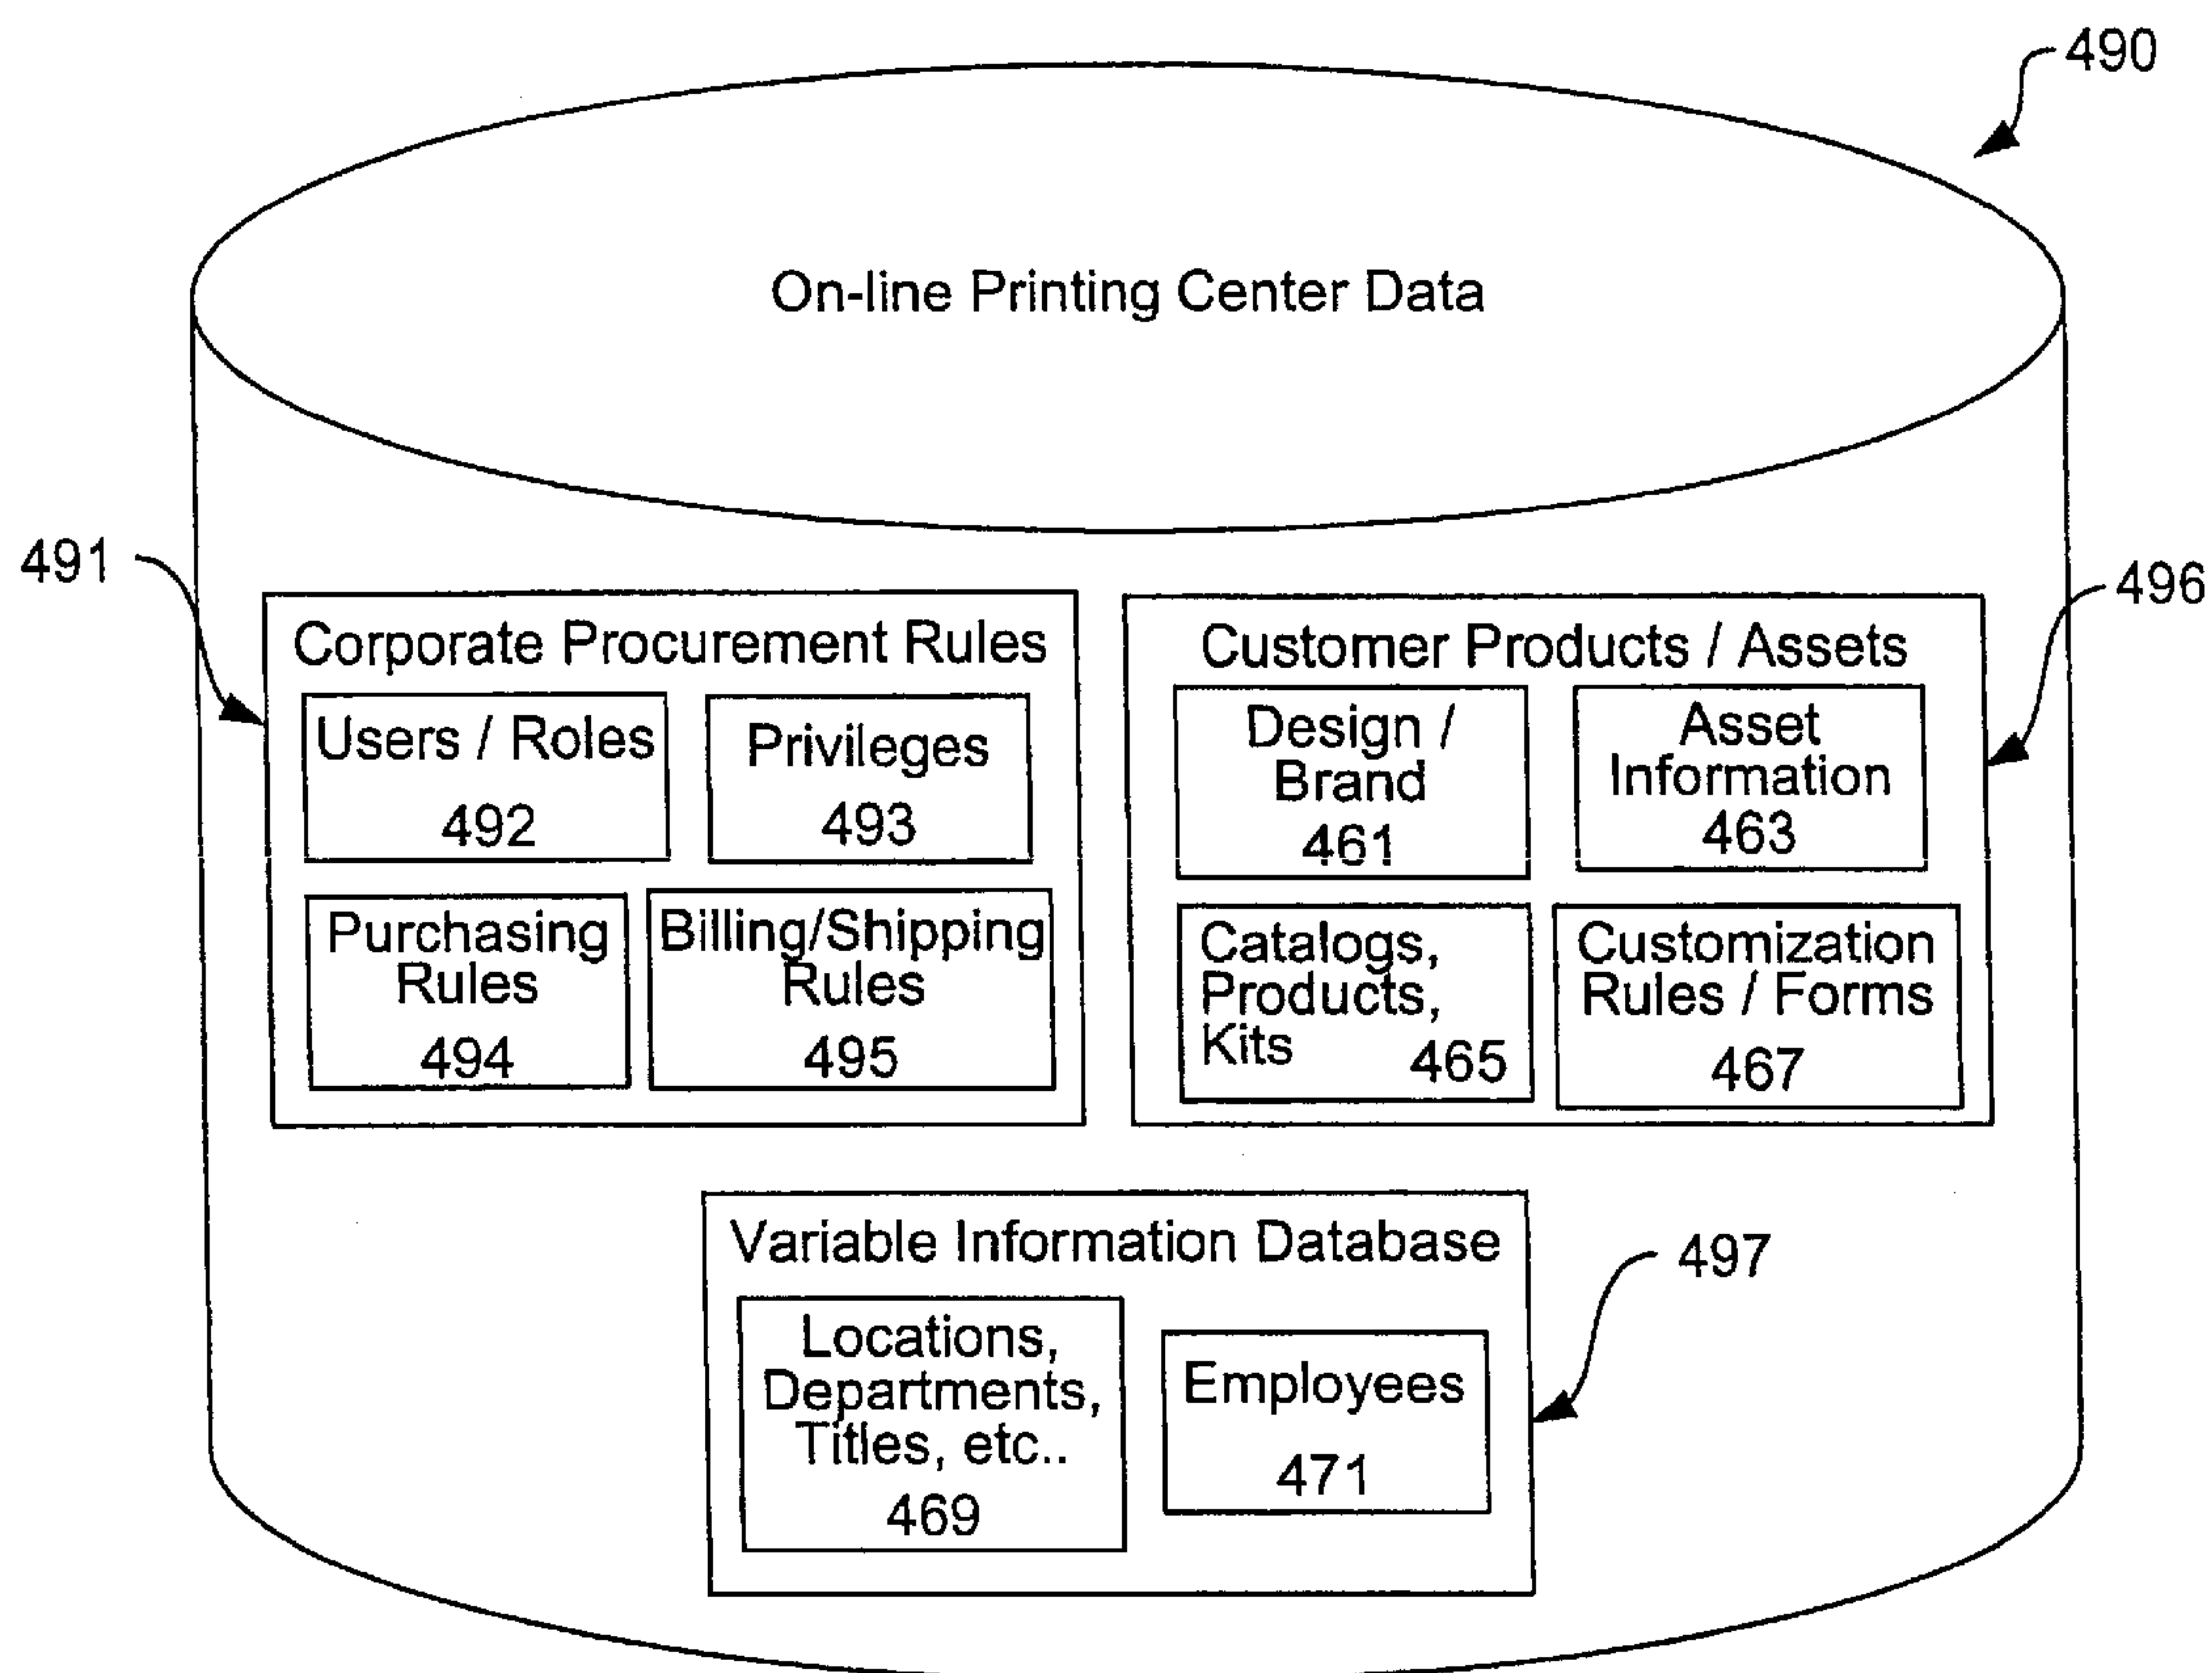 490
On-line Printing Center Data
491
496
Corporate Procurement Rules
Users / Roles
492
Privileges
493
Purchasing
Rules
494
Billing/Shipping
Rules
495
Customer Products / Assets
Design /
Brand
461
Asset
Information
463
Catalogs,
Products,
Kits
465
Customization
Rules / Forms
467
Variable Information Database
497
Locations,
Departments,
Titles, etc..
469
Employees
471